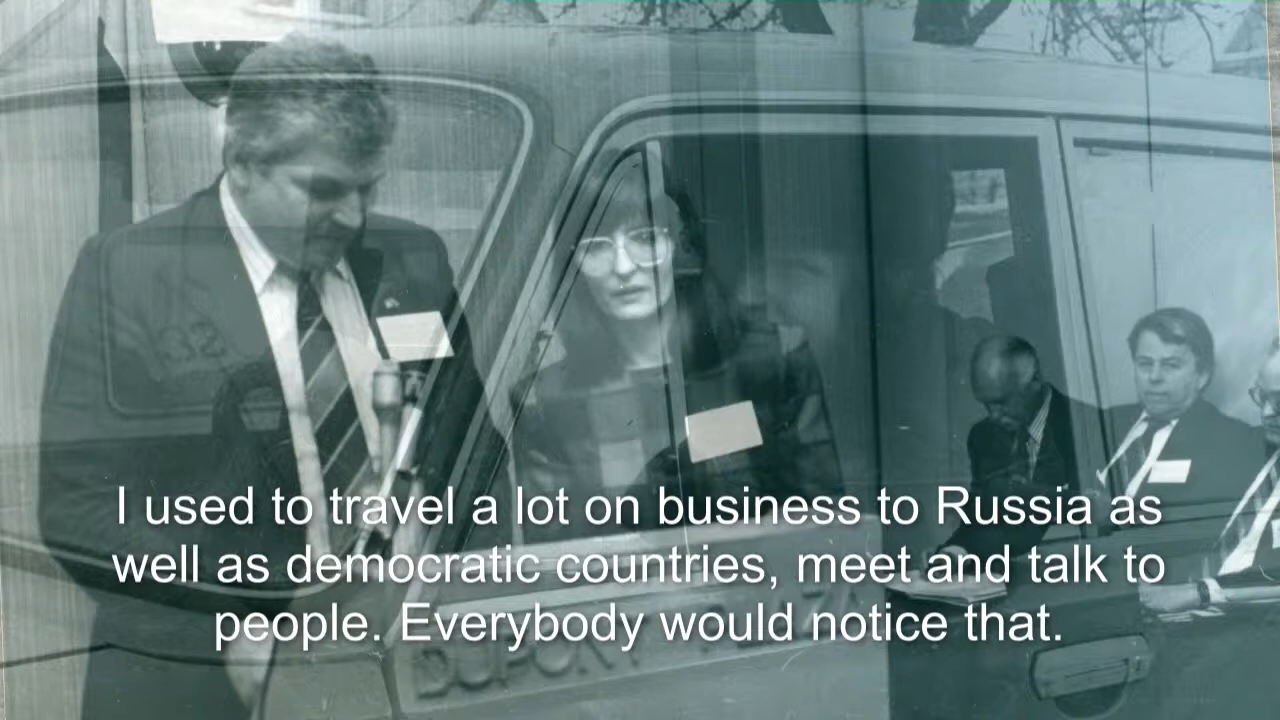 I used to travel a lot on business to Russia as
well as democratic countries, meet and talk to
people. Everybody would notice that.
DUPONT